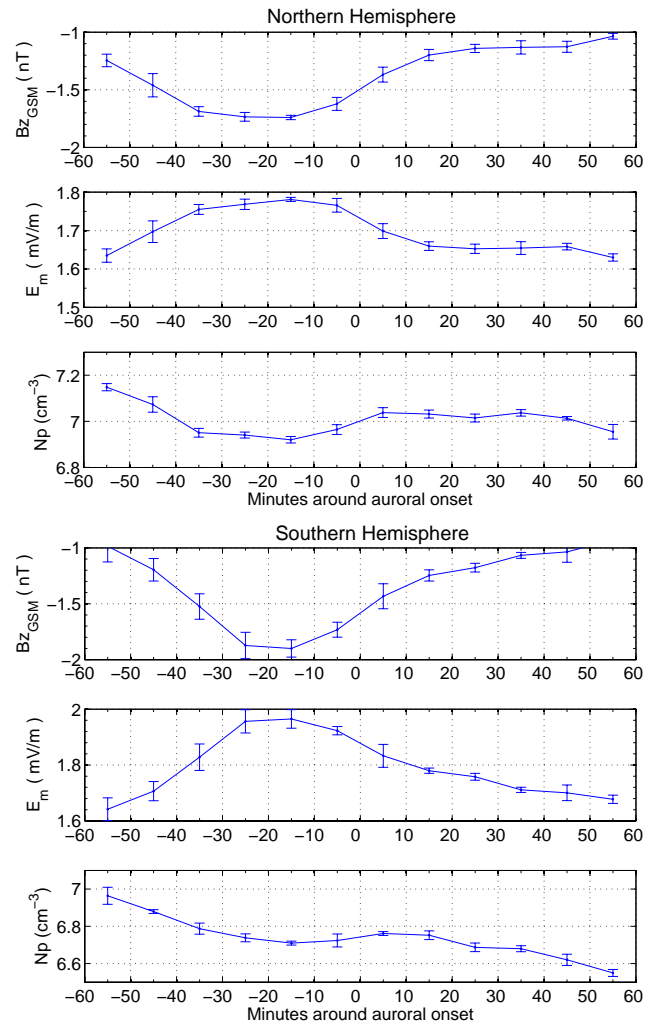 Northern Hemisphere
−1
−1.5
−2
Bz_GSM ( nT )
−60 −50 −40 −30 −20 −10 0 10 20 30 40 50 60
1.8
1.7
1.6
1.5
E_m ( mV/m )
−60 −50 −40 −30 −20 −10 0 10 20 30 40 50 60
7.2
7
6.8
Np (cm⁻³)
−60 −50 −40 −30 −20 −10 0 10 20 30 40 50 60
Minutes around auroral onset
Southern Hemisphere
−1
−1.5
−2
Bz_GSM ( nT )
−60 −50 −40 −30 −20 −10 0 10 20 30 40 50 60
2
1.8
1.6
E_m ( mV/m )
−60 −50 −40 −30 −20 −10 0 10 20 30 40 50 60
7
6.8
6.6
Np (cm⁻³)
−60 −50 −40 −30 −20 −10 0 10 20 30 40 50 60
Minutes around auroral onset